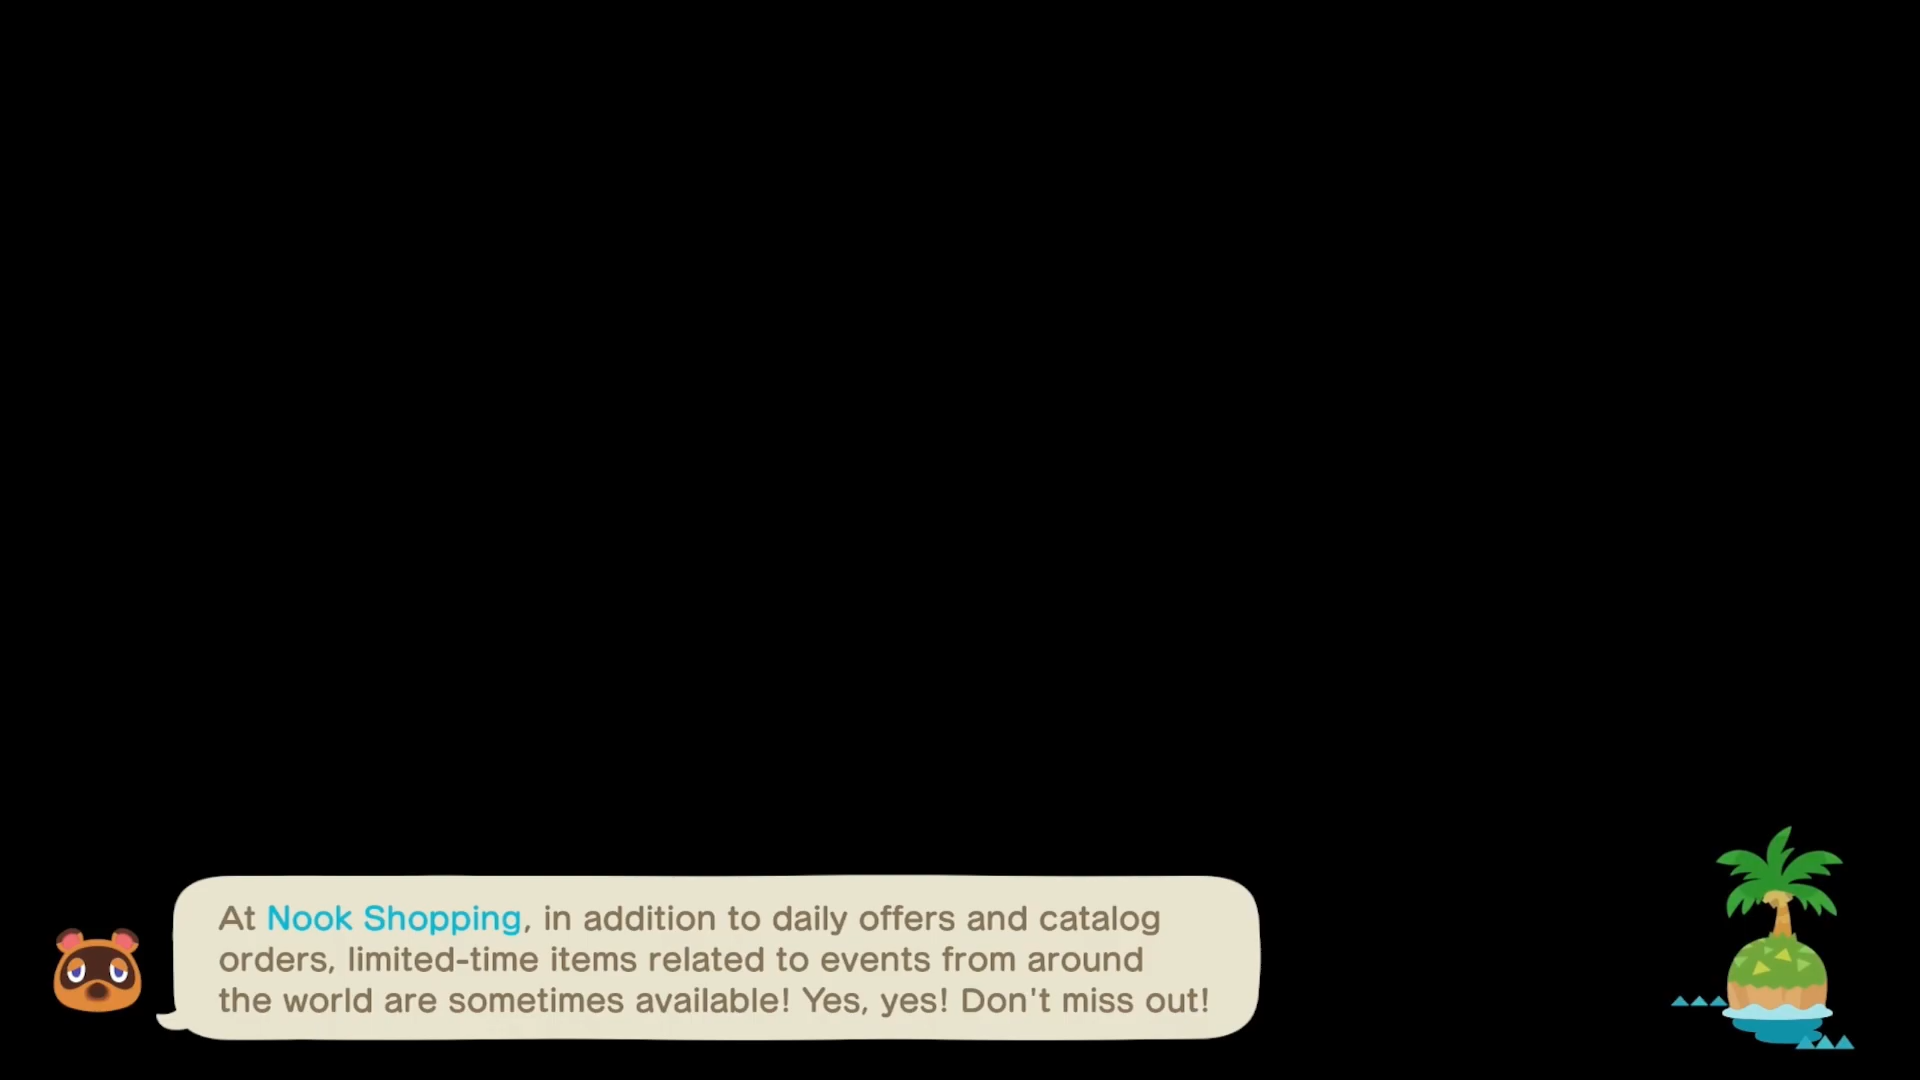 At Nook Shopping, in addition to daily offers and catalog
orders, limited-time items related to events from around
the world are sometimes available! Yes, yes! Don't miss out!